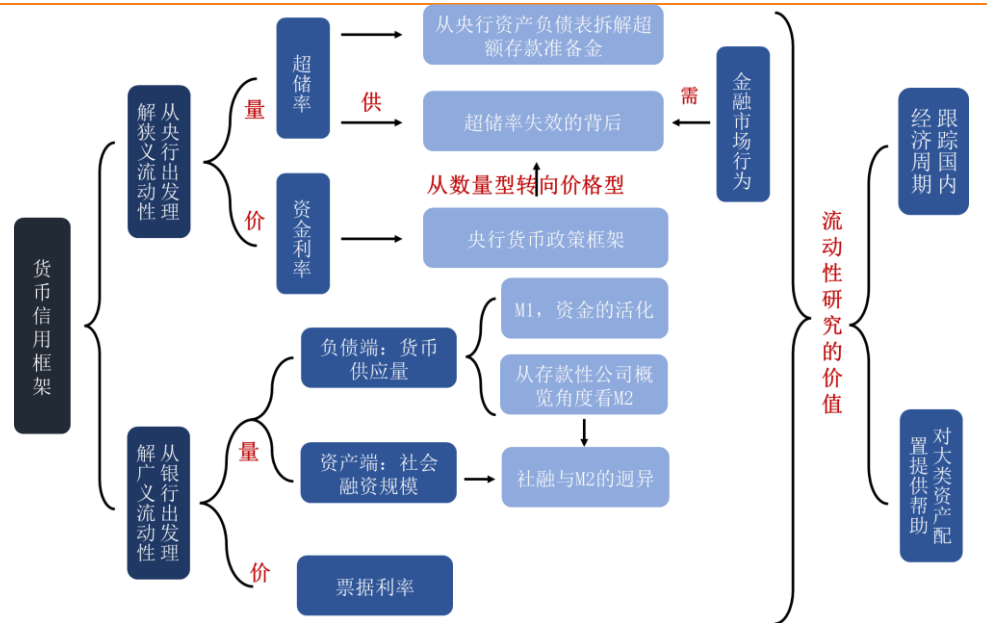 货币信用框架
从央行出发理
解狭义流动性
量
价
超储率
资金利率
供
从央行资产负债表拆解超
额存款准备金
超储率失效的背后
需
金融市场行为
从数量型转向价格型
央行货币政策框架
从银行出发理
解广义流动性
量
价
负债端：货币
供应量
M1，资金的活化
从存款性公司概
览角度看M2
资产端：社会
融资规模
社融与M2的迥异
票据利率
流动性研究的价值
跟踪国内
经济周期
对大类资产配
置提供帮助